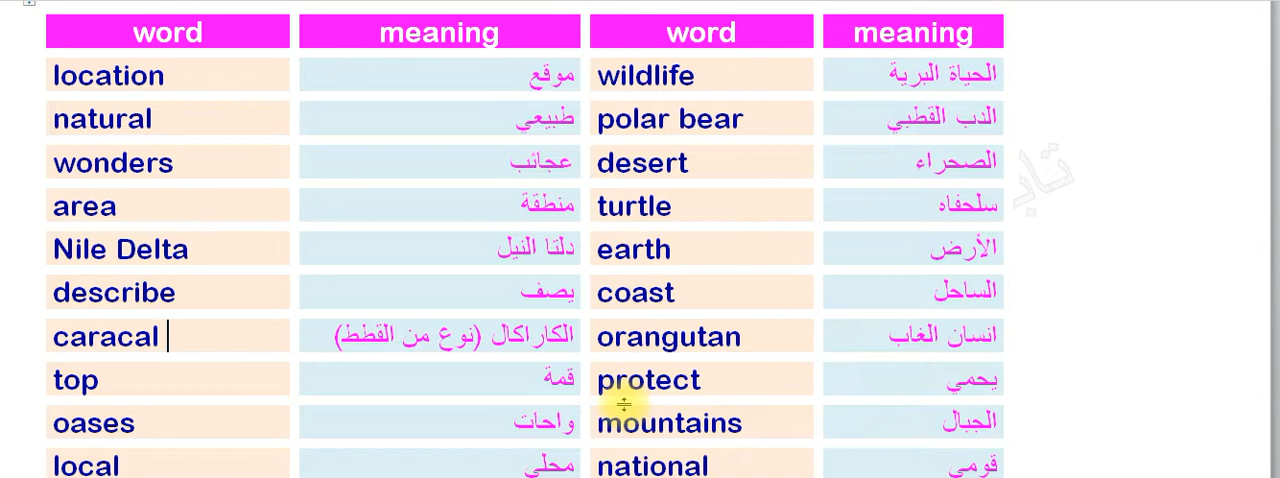 word meaning word meaning
location موقع wildlife الحياة البرية
natural طبيعي polar bear الدب القطبي
wonders عجائب desert الصحراء
area منطقة turtle سلحفاه
Nile Delta دلتا النيل earth الأرض
describe يصف coast الساحل
caracal الكاراكال (نوع من القطط) orangutan انسان الغاب
top قمة protect يحمي
oases واحات mountains الجبال
local محلي national قومي